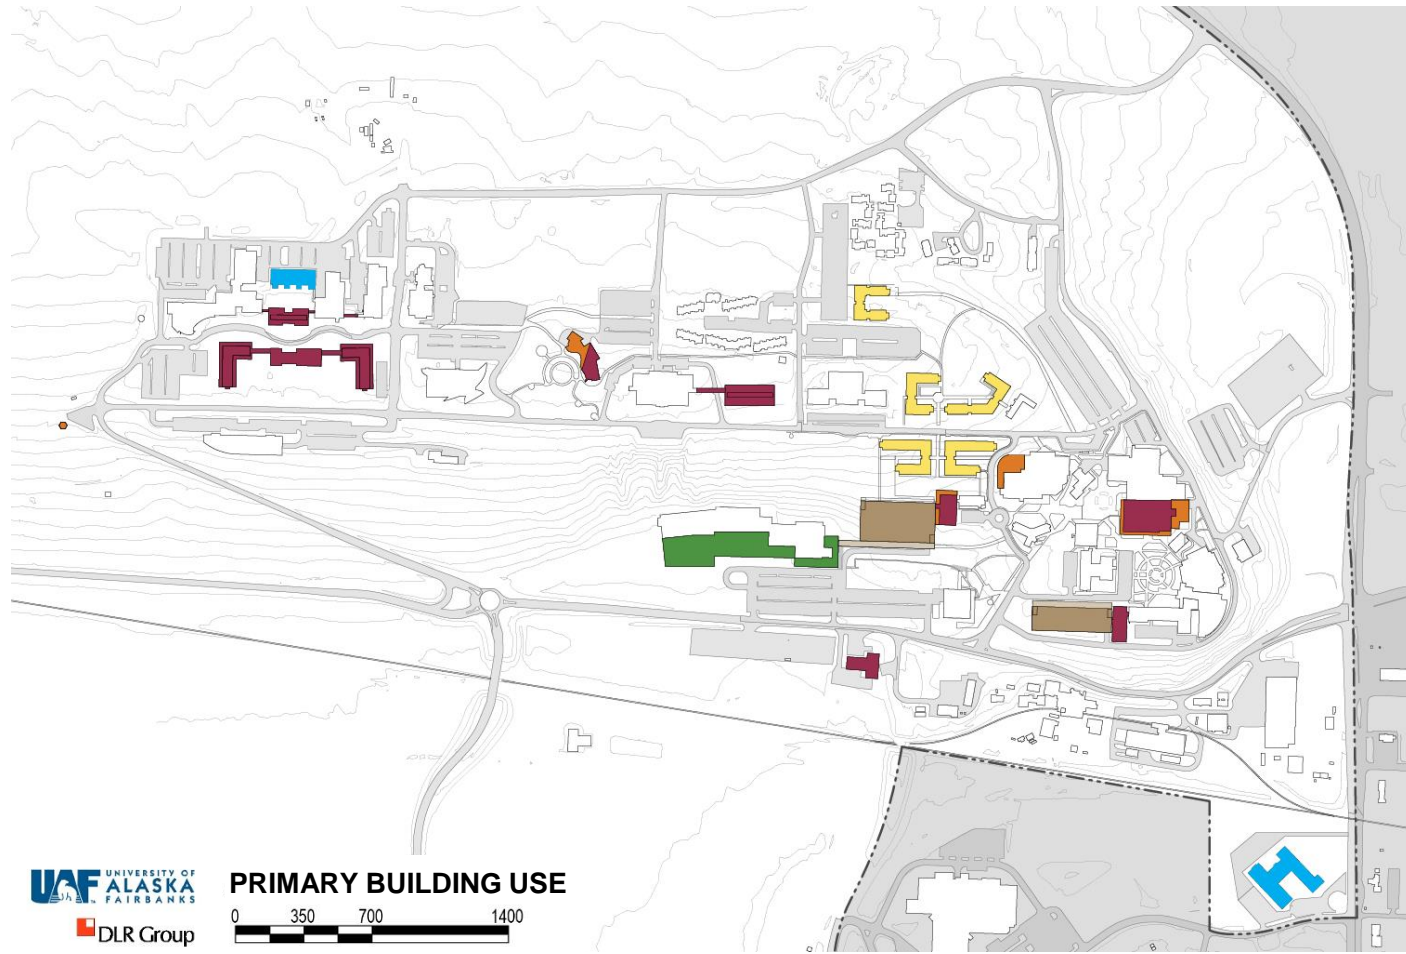 UAF UNIVERSITY OF
ALASKA
FAIRBANKS
DLR Group
PRIMARY BUILDING USE
0 350 700 1400